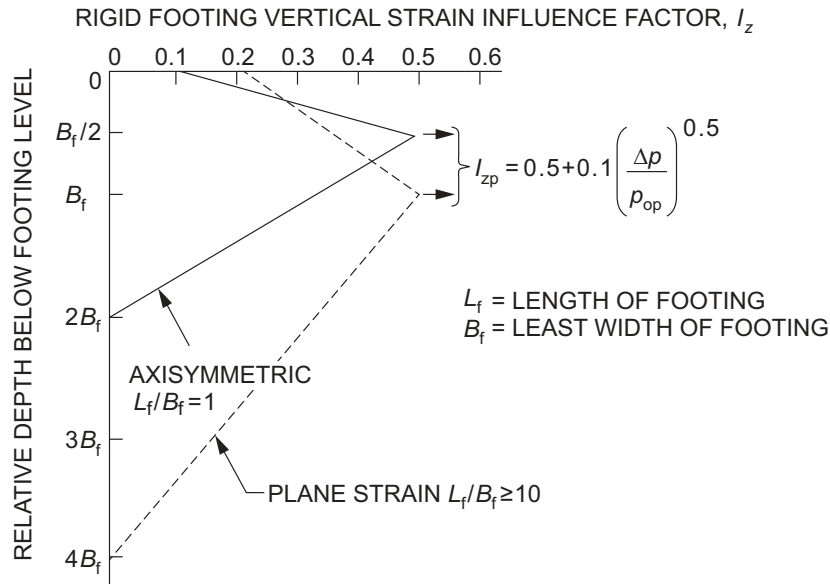 RIGID FOOTING VERTICAL STRAIN INFLUENCE FACTOR, I_z
0 0.1 0.2 0.3 0.4 0.5 0.6
RELATIVE DEPTH BELOW FOOTING LEVEL
0
B_f/2
B_f
2B_f
3B_f
4B_f
I_zp = 0.5+0.1 (Δp / p_op)^0.5
L_f = LENGTH OF FOOTING
B_f = LEAST WIDTH OF FOOTING
AXISYMMETRIC
L_f/B_f=1
PLANE STRAIN L_f/B_f≥10